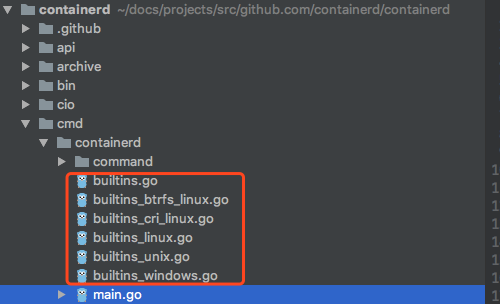 containerd ~/docs/projects/src/github.com/containerd/containerd
.github
api
archive
bin
cio
cmd
containerd
command
builtins.go
builtins_btrfs_linux.go
builtins_cri_linux.go
builtins_linux.go
builtins_unix.go
builtins_windows.go
main.go